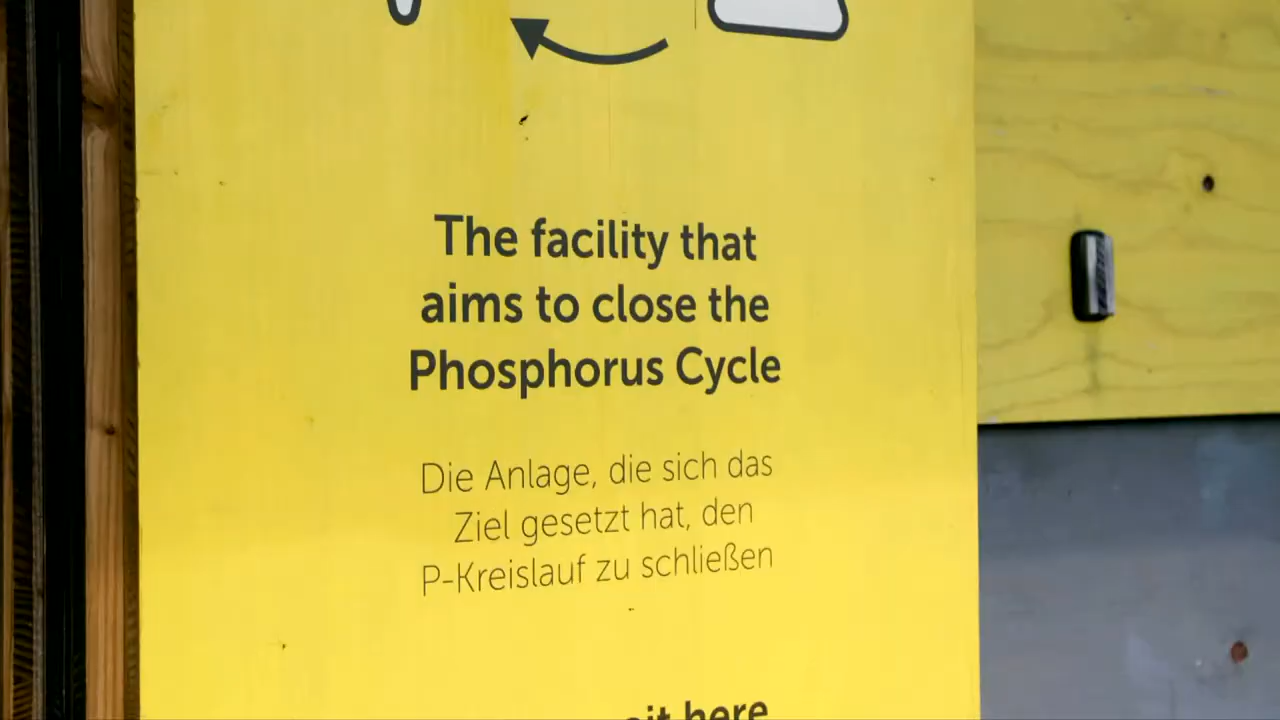 The facility that
aims to close the
Phosphorus Cycle
Die Anlage, die sich das
Ziel gesetzt hat, den
P-Kreislauf zu schließen
here